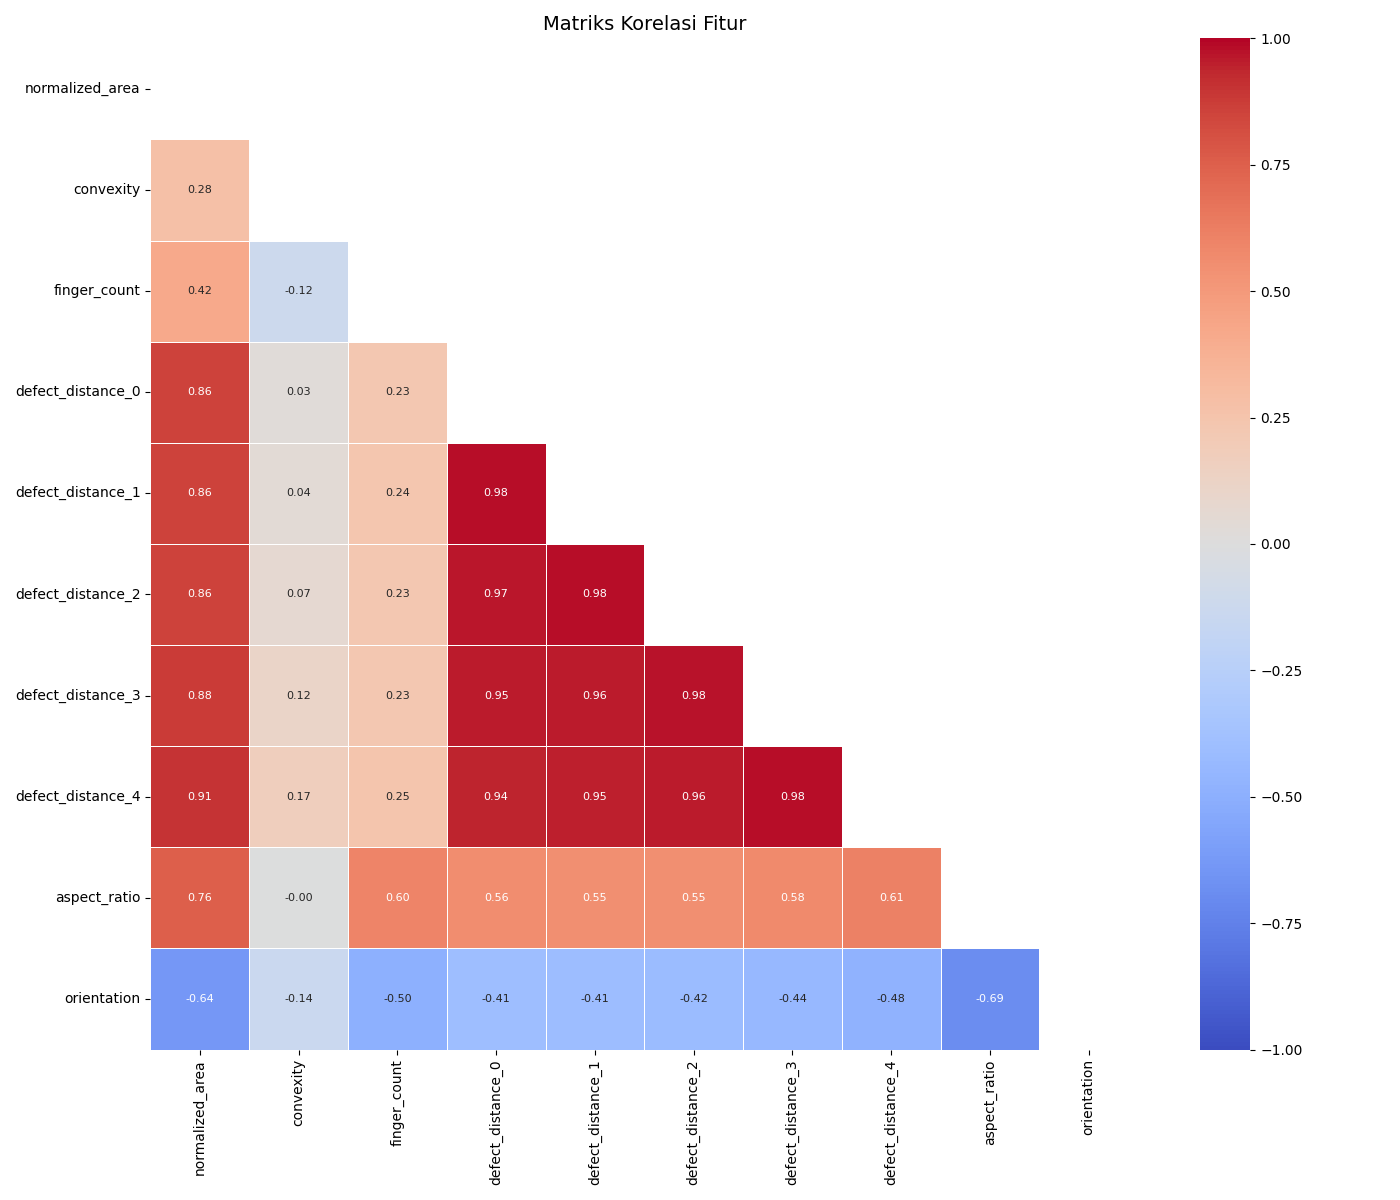 Matriks Korelasi Fitur
normalized_area
convexity 0.28
finger_count 0.42 -0.12
defect_distance_0 0.86 0.03 0.23
defect_distance_1 0.86 0.04 0.24 0.98
defect_distance_2 0.86 0.07 0.23 0.97 0.98
defect_distance_3 0.88 0.12 0.23 0.95 0.96 0.98
defect_distance_4 0.91 0.17 0.25 0.94 0.95 0.96 0.98
aspect_ratio 0.76 -0.00 0.60 0.56 0.55 0.55 0.58 0.61
orientation -0.64 -0.14 -0.50 -0.41 -0.41 -0.42 -0.44 -0.48 -0.69
normalized_area
convexity
finger_count
defect_distance_0
defect_distance_1
defect_distance_2
defect_distance_3
defect_distance_4
aspect_ratio
orientation
1.00
0.75
0.50
0.25
0.00
−0.25
−0.50
−0.75
−1.00